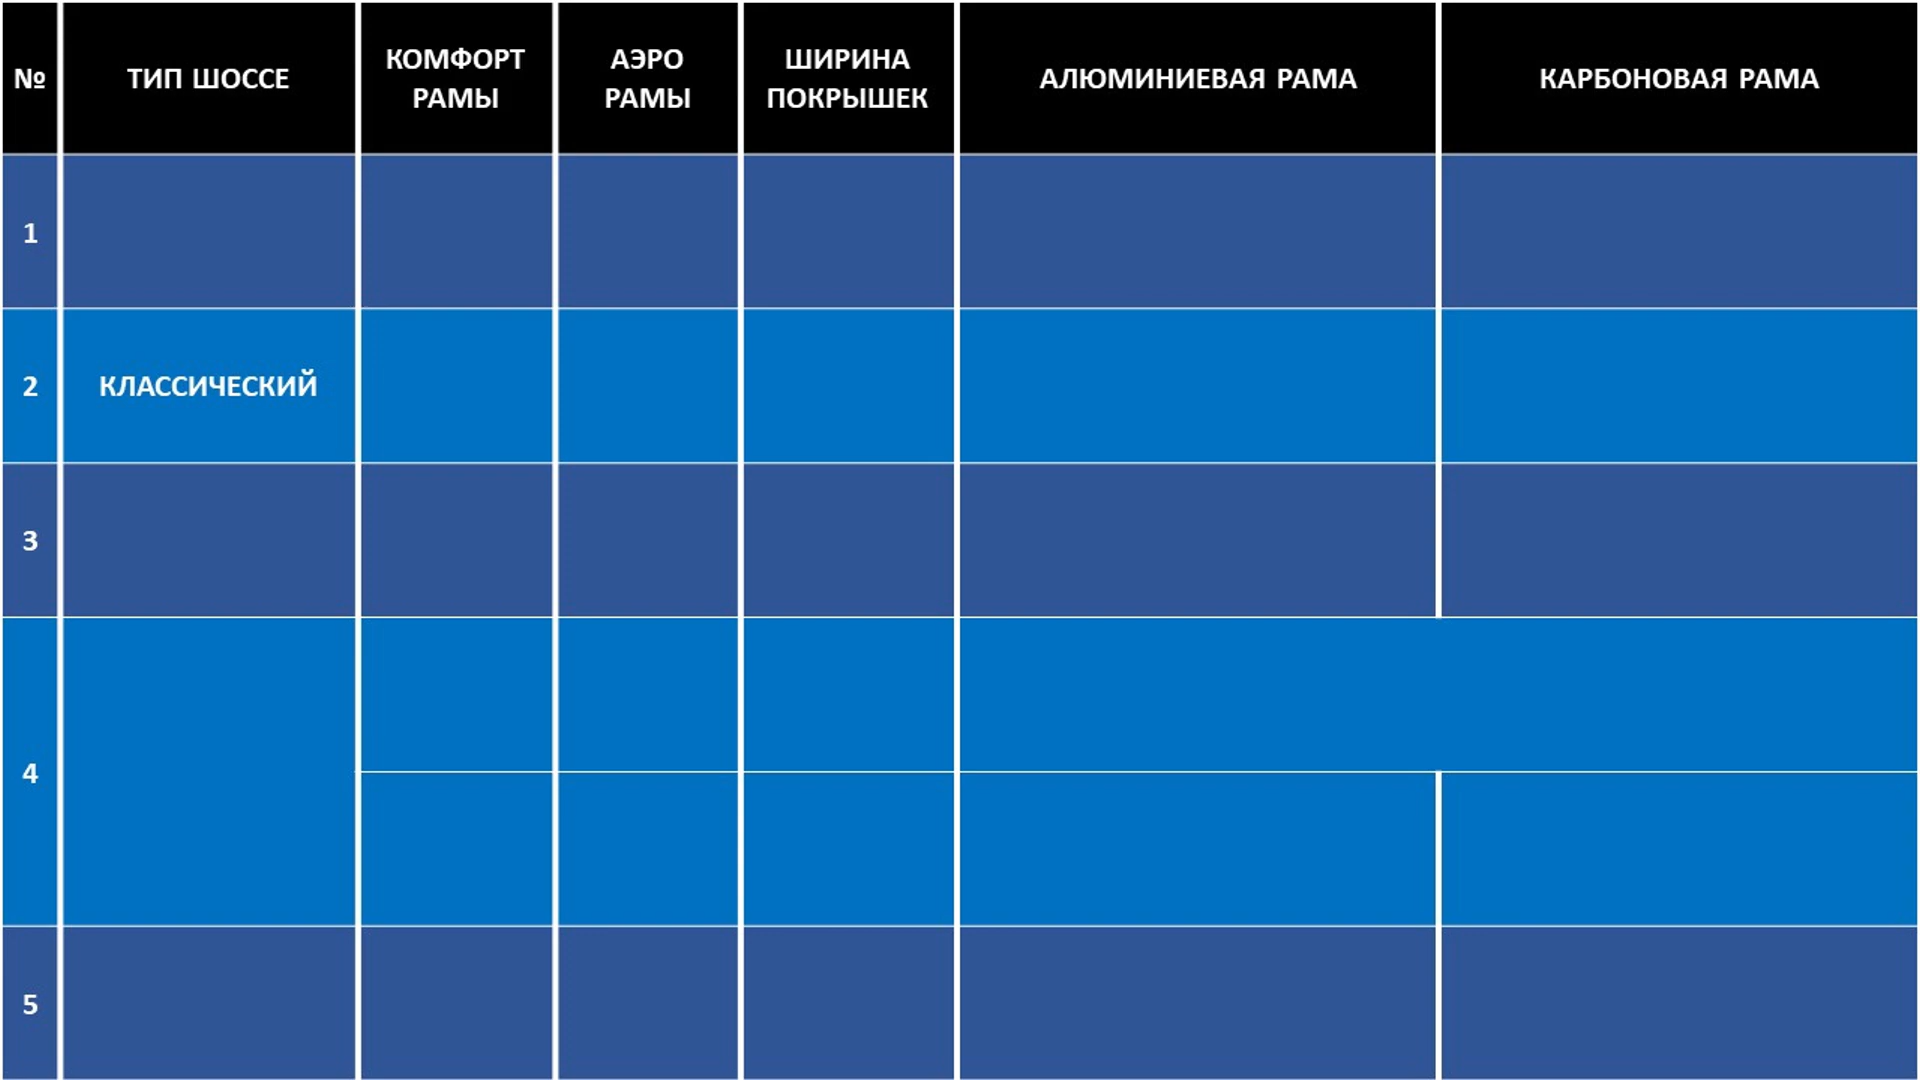 №
ТИП ШОССЕ
КОМФОРТ
РАМЫ
АЭРО
РАМЫ
ШИРИНА
ПОКРЫШЕК
АЛЮМИНИЕВАЯ РАМА
КАРБОНОВАЯ РАМА
1
2
КЛАССИЧЕСКИЙ
3
4
5